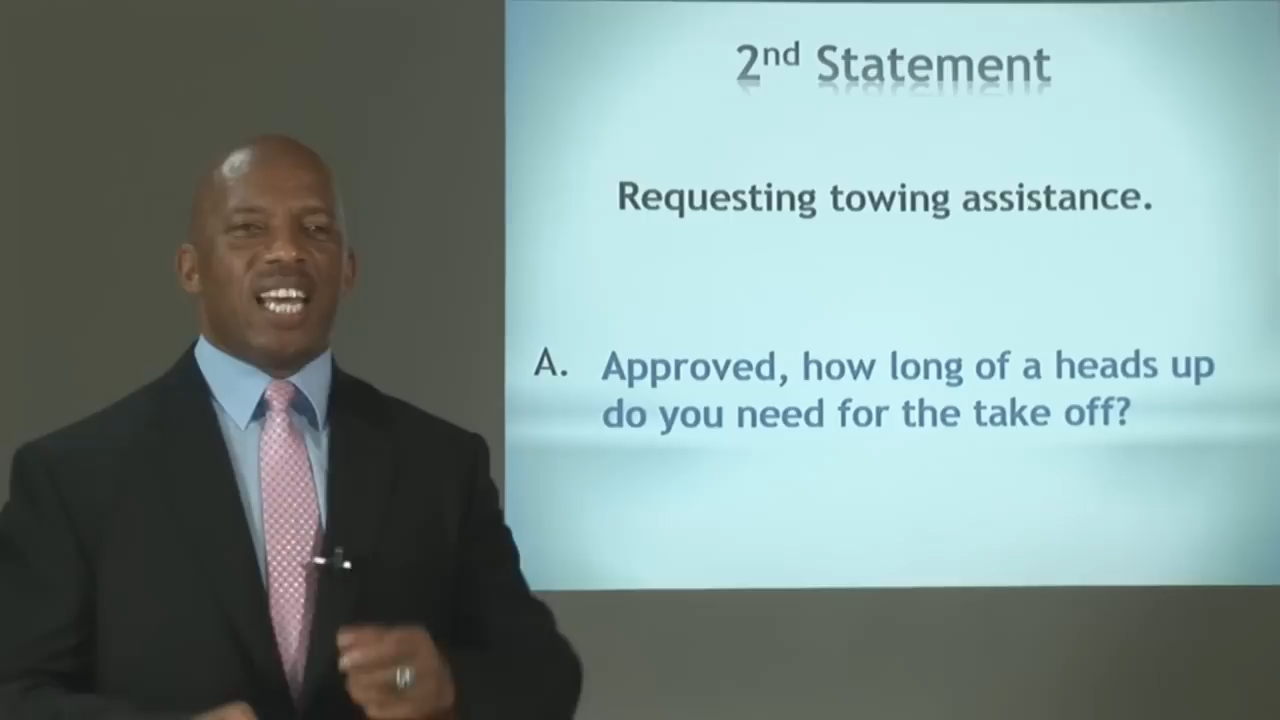 2nd Statement
Requesting towing assistance.
A. Approved, how long of a heads up
do you need for the take off?